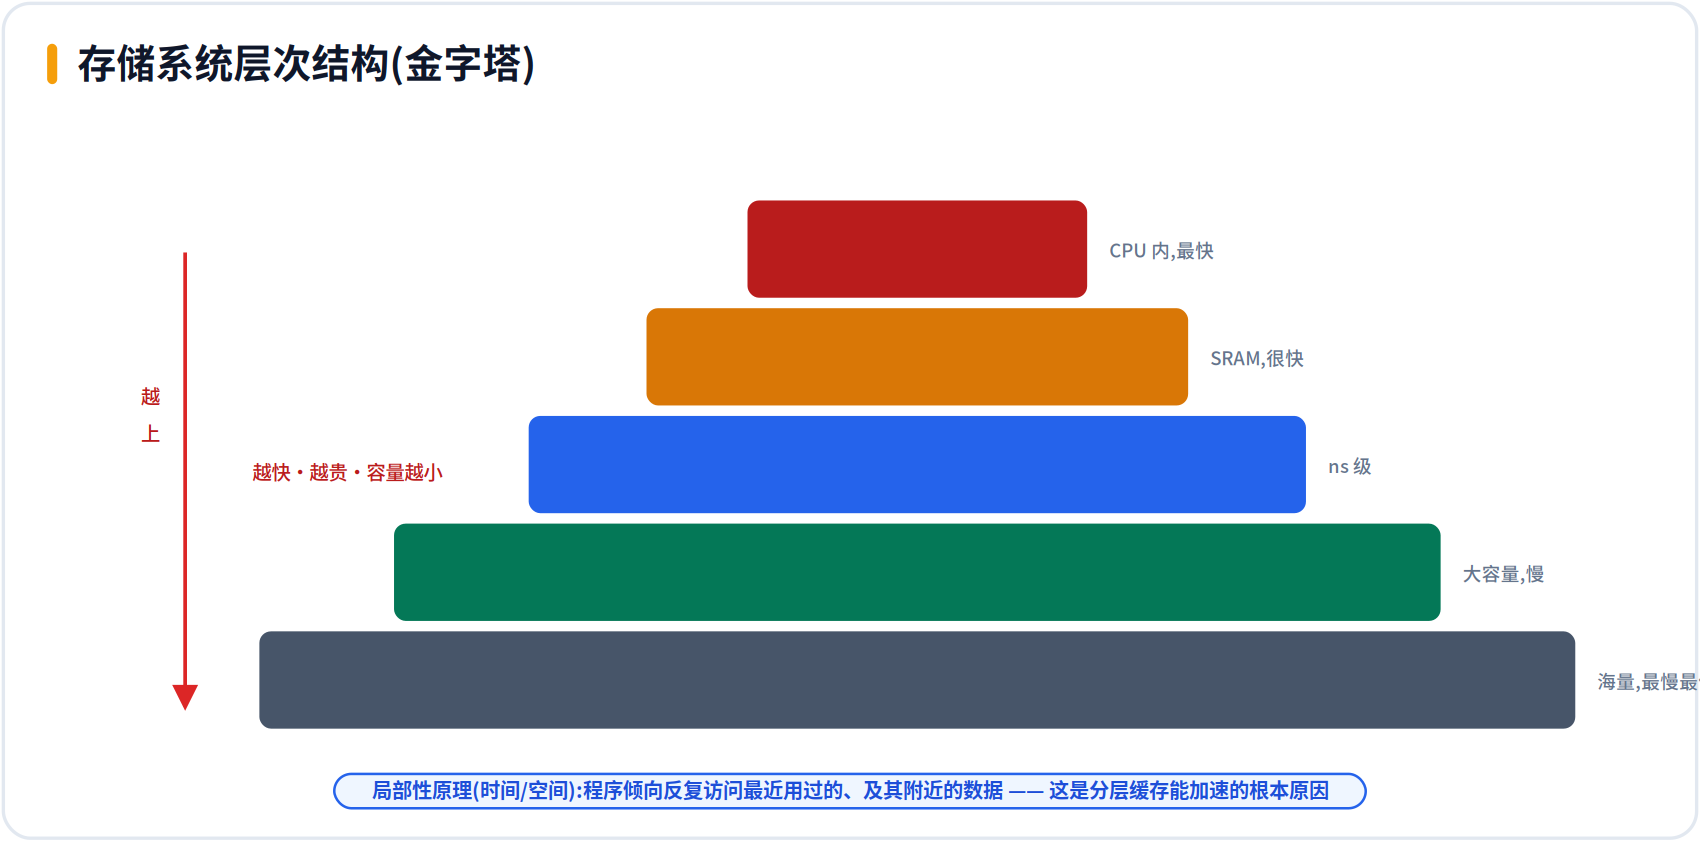 存储系统层次结构(金字塔)
CPU 内,最快
SRAM,很快
越
上
越快·越贵·容量越小
ns 级
大容量,慢
海量,最慢最
局部性原理(时间/空间):程序倾向反复访问最近用过的、及其附近的数据 —— 这是分层缓存能加速的根本原因